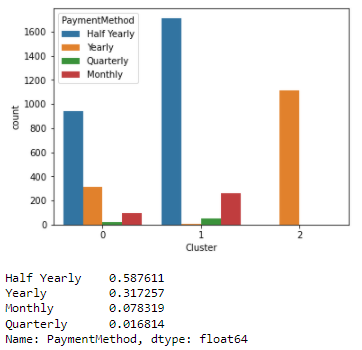 PaymentMethod
Half Yearly
Yearly
Quarterly
Monthly
1600
1400
1200
1000
800
600
400
200
0
count
0 1 2
Cluster
Half Yearly 0.587611
Yearly 0.317257
Monthly 0.078319
Quarterly 0.016814
Name: PaymentMethod, dtype: float64